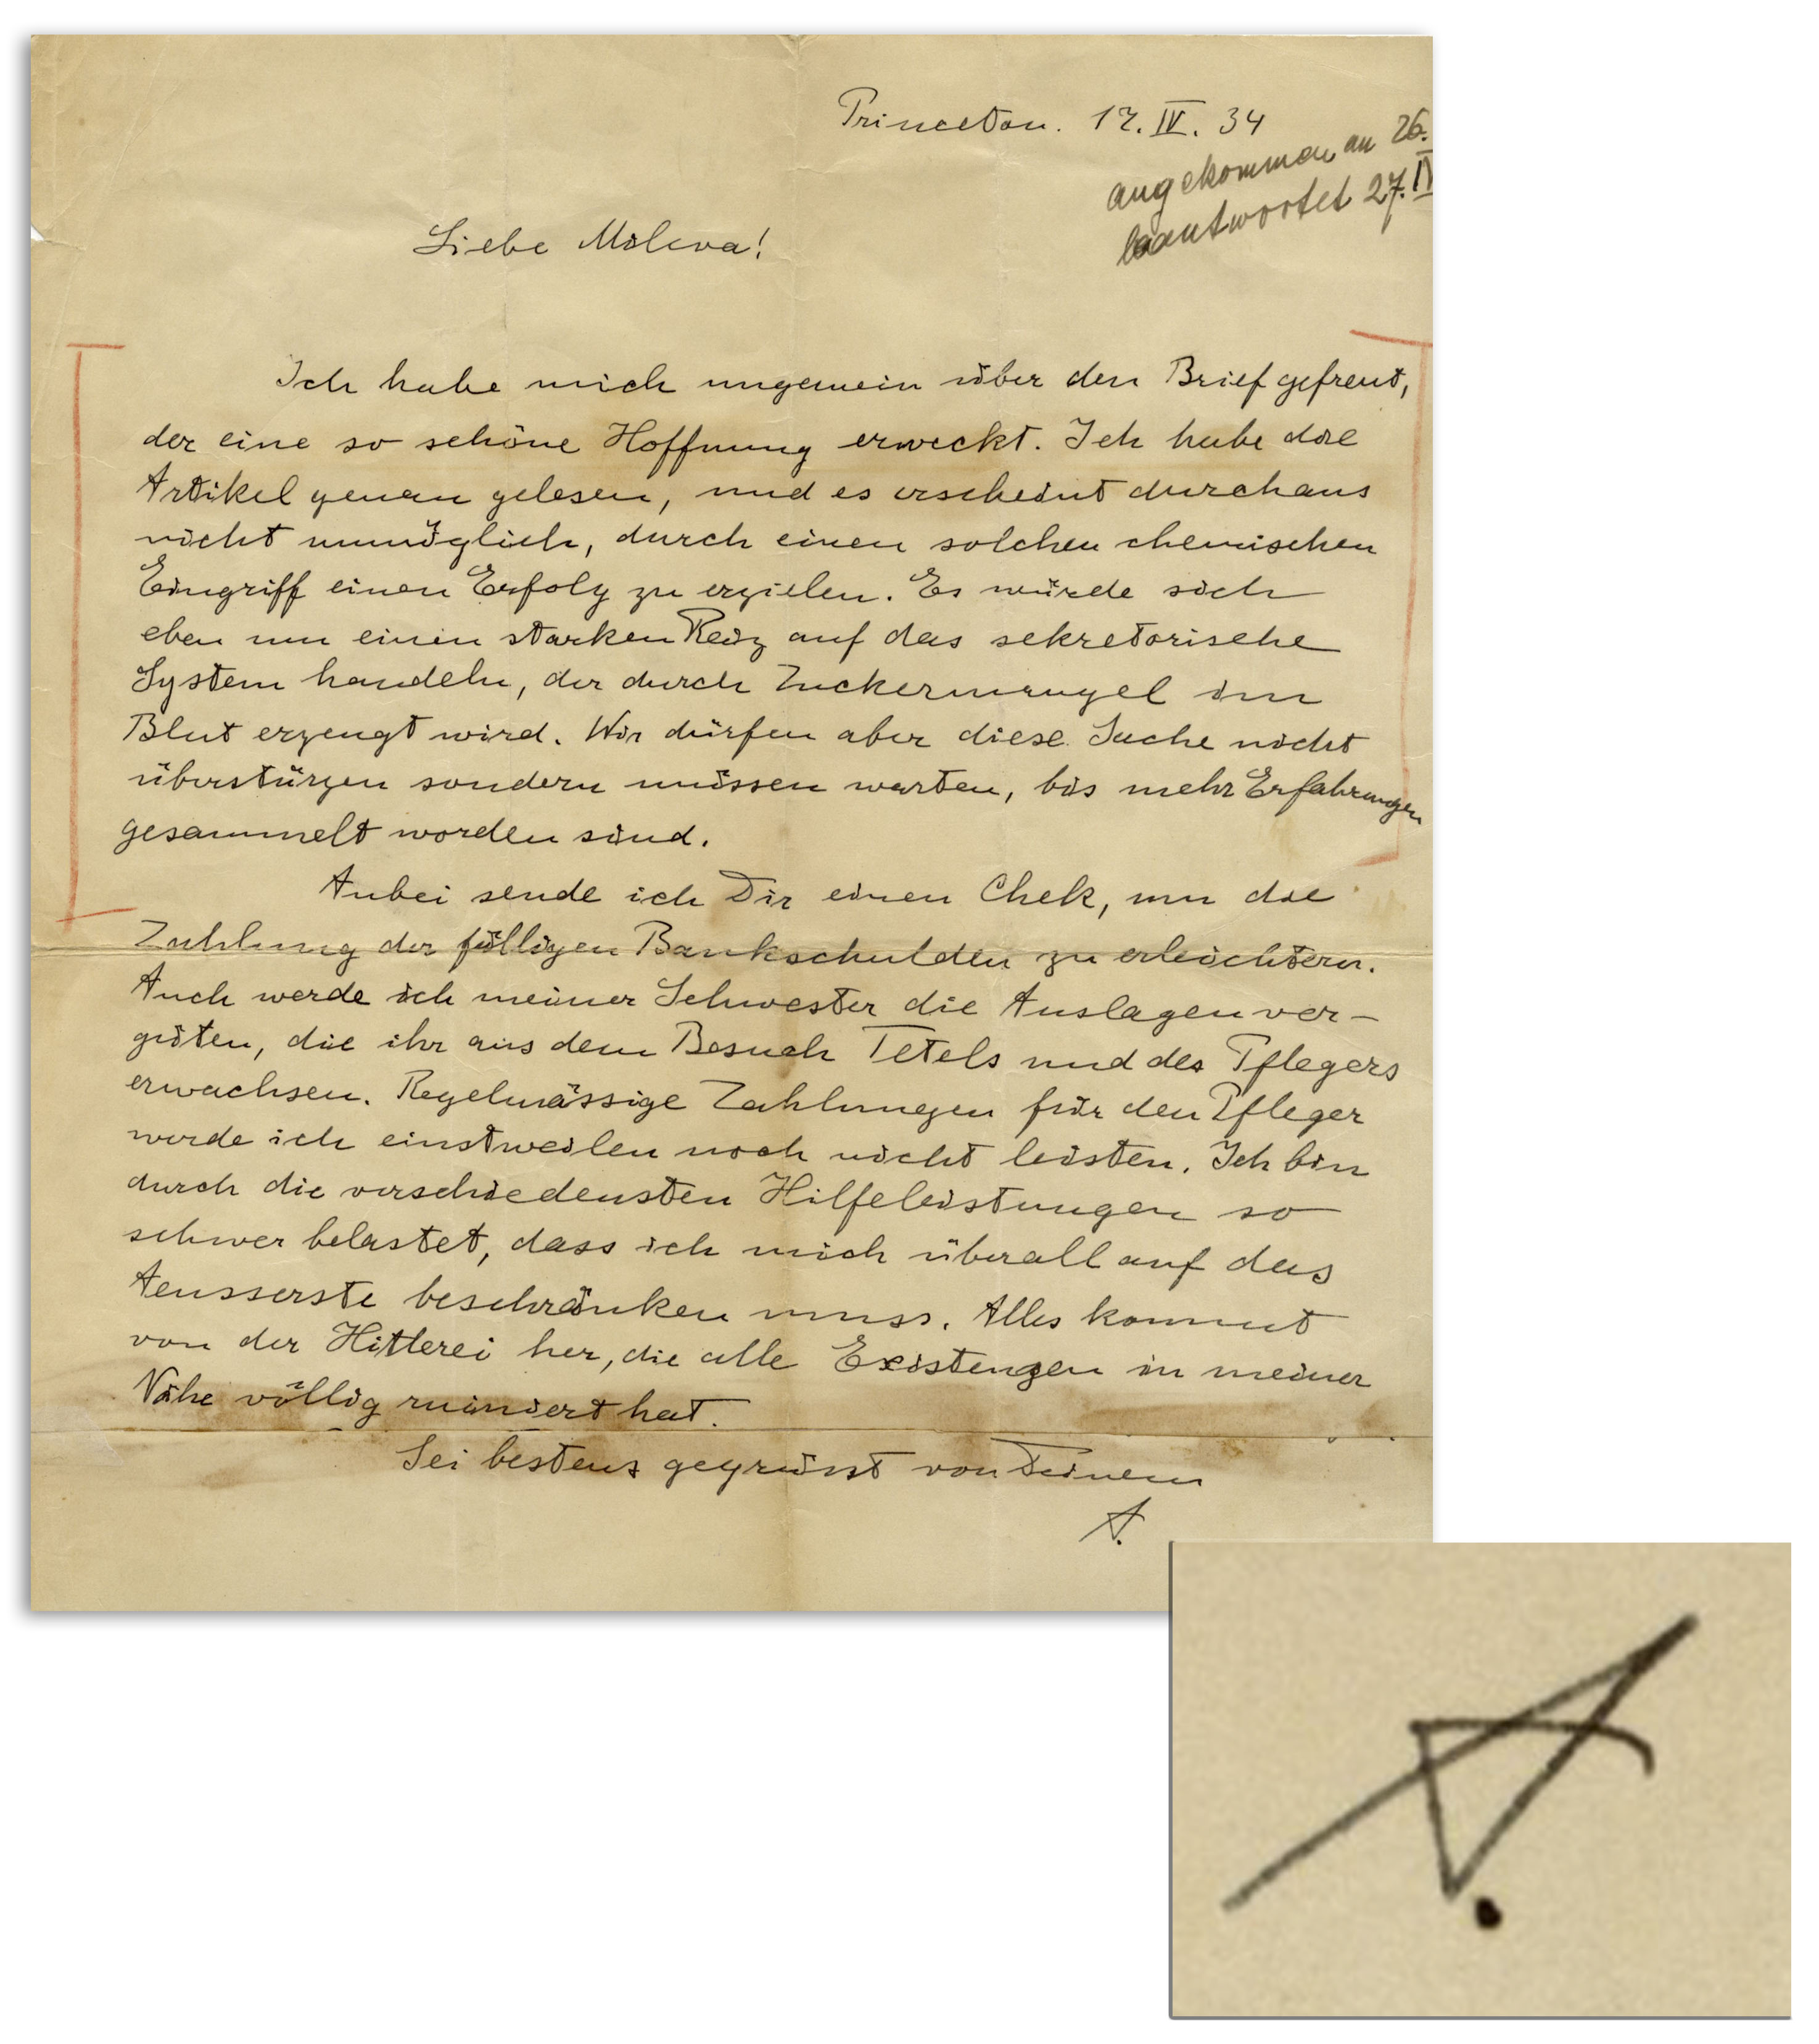 Princeton. 17. IV. 34
angekommen am 26.
beantwortet 27. IV
Liebe Mileva!
Ich habe mich ungemein über den Brief gefreut,
der eine so schöne Hoffnung erweckt. Ich habe die
Artikel genau gelesen, und es erscheint durchaus
nicht unmöglich, durch einen solchen chemischen
Eingriff einen Erfolg zu erzielen. Es würde sich
eben um einen starken Reiz auf das sekretorische
System handeln, der durch Zuckermangel im
Blut erzeugt wird. Wir dürfen aber diese Sache nicht
überstürzen sondern müssen warten, bis mehr Erfahrungen
gesammelt worden sind.
Anbei sende ich Dir einen Chek, um die
Zahlung der fälligen Bankschulden zu erleichtern.
Auch werde ich meiner Schwester die Auslagen ver-
güten, die ihr aus dem Besuch Tetels und des Pflegers
erwachsen. Regelmässige Zahlungen für den Pfleger
werde ich einstweilen noch nicht leisten. Ich bin
durch die verschiedensten Hilfeleistungen so
schwer belastet, dass ich mich überall auf das
Aeusserste beschränken muss. Alles kommt
von der Hitlerei her, die alle Existenzen in meiner
Nähe völlig ruiniert hat.
Sei bestens gegrüsst von Deinem
A.
A.